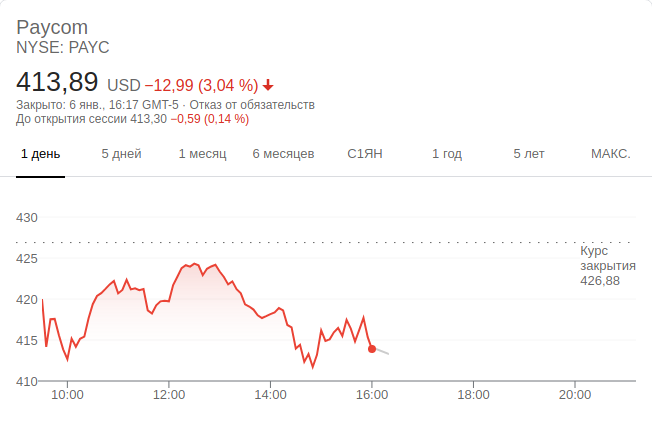 Paycom
NYSE: PAYC
413,89 USD −12,99 (3,04 %)
Закрыто: 6 янв., 16:17 GMT-5 · Отказ от обязательств
До открытия сессии 413,30 −0,59 (0,14 %)
1 день 5 дней 1 месяц 6 месяцев С1ЯН 1 год 5 лет МАКС.
430
425
420
415
410
Курс
закрытия
426,88
10:00 12:00 14:00 16:00 18:00 20:00